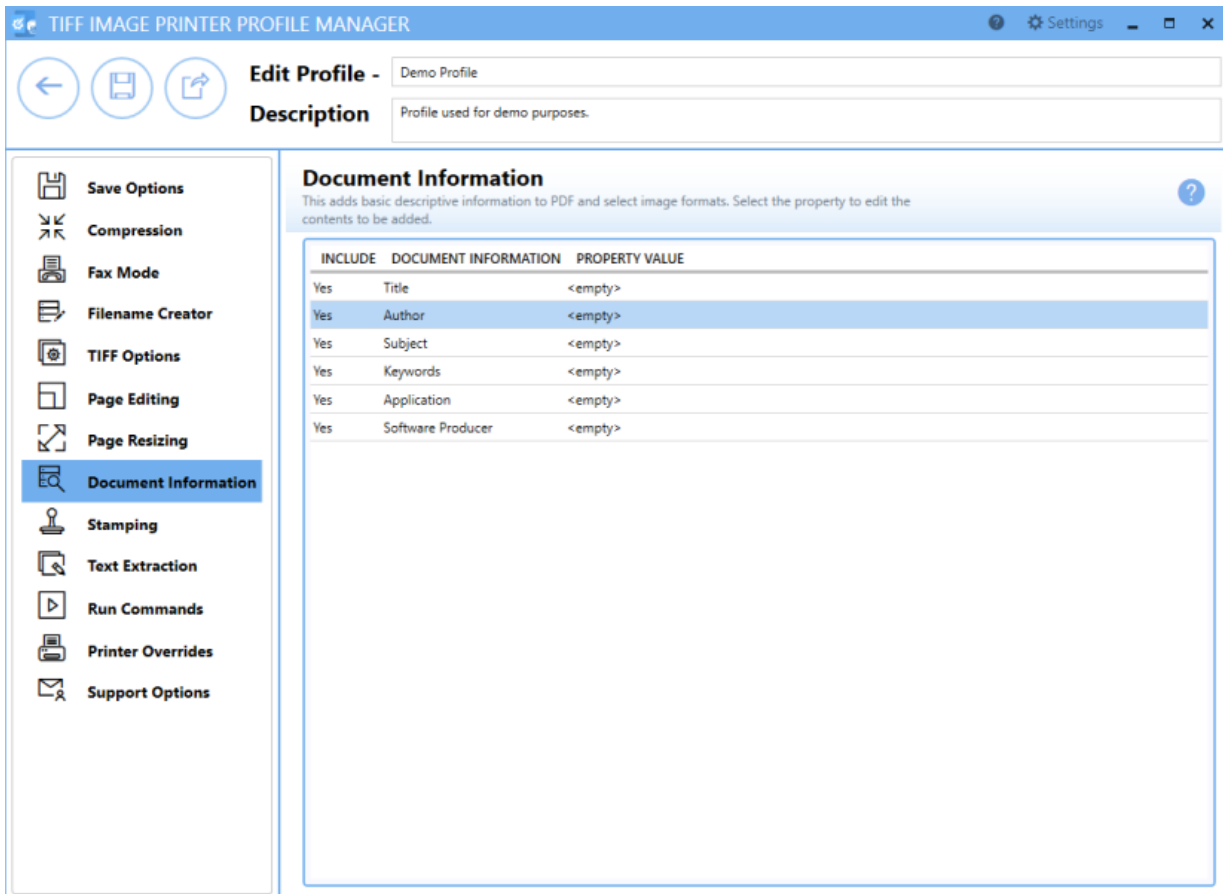 TIFF IMAGE PRINTER PROFILE MANAGER
Settings
Edit Profile - Demo Profile
Description Profile used for demo purposes.
Save Options
Compression
Fax Mode
Filename Creator
TIFF Options
Page Editing
Page Resizing
Document Information
Stamping
Text Extraction
Run Commands
Printer Overrides
Support Options
Document Information
This adds basic descriptive information to PDF and select image formats. Select the property to edit the
contents to be added.
?
INCLUDE DOCUMENT INFORMATION PROPERTY VALUE
Yes Title <empty>
Yes Author <empty>
Yes Subject <empty>
Yes Keywords <empty>
Yes Application <empty>
Yes Software Producer <empty>